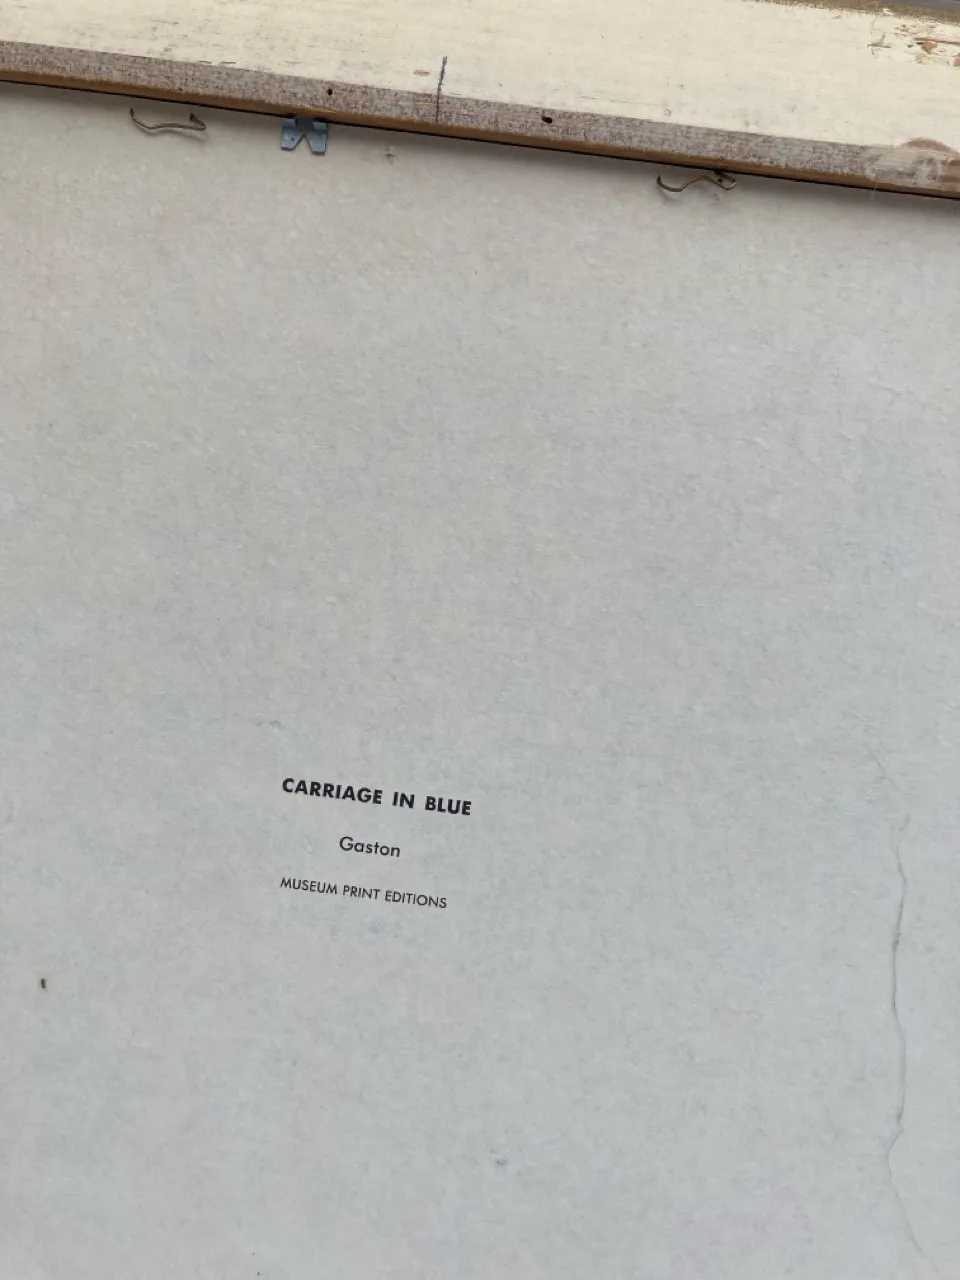 CARRIAGE IN BLUE
Gaston
MUSEUM PRINT EDITIONS